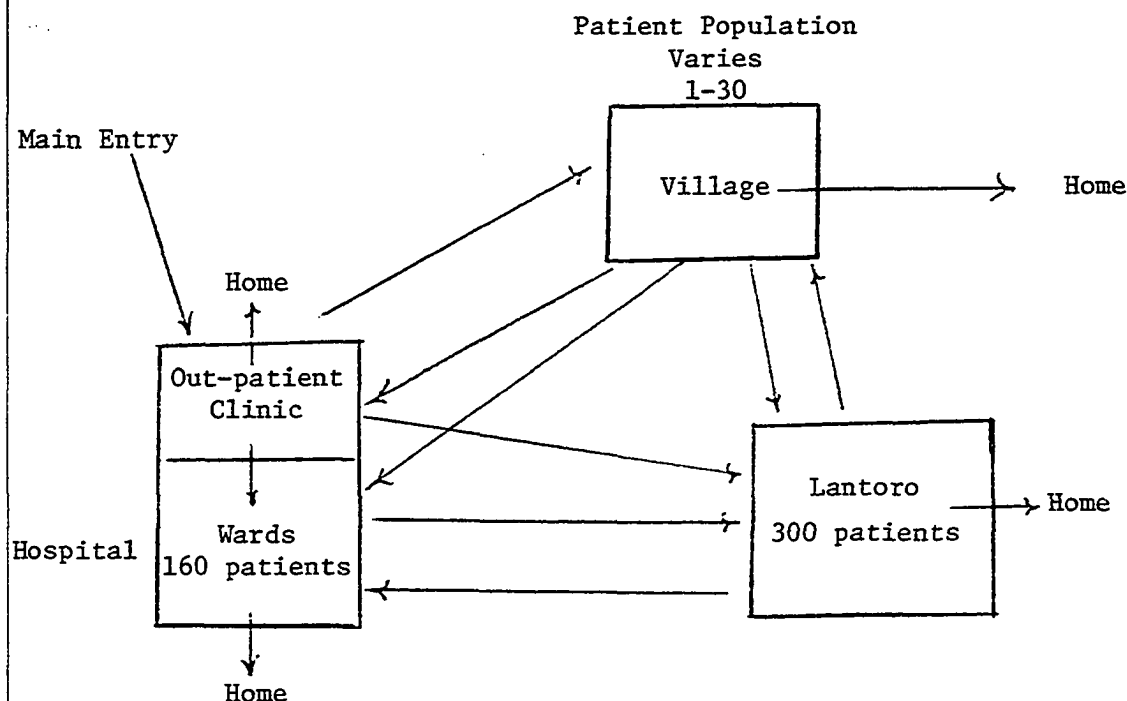 Patient Population
Varies
1-30
Main Entry
Village
Home
Home
Out-patient
Clinic
Lantoro
300 patients
Home
Wards
160 patients
Hospital
Home